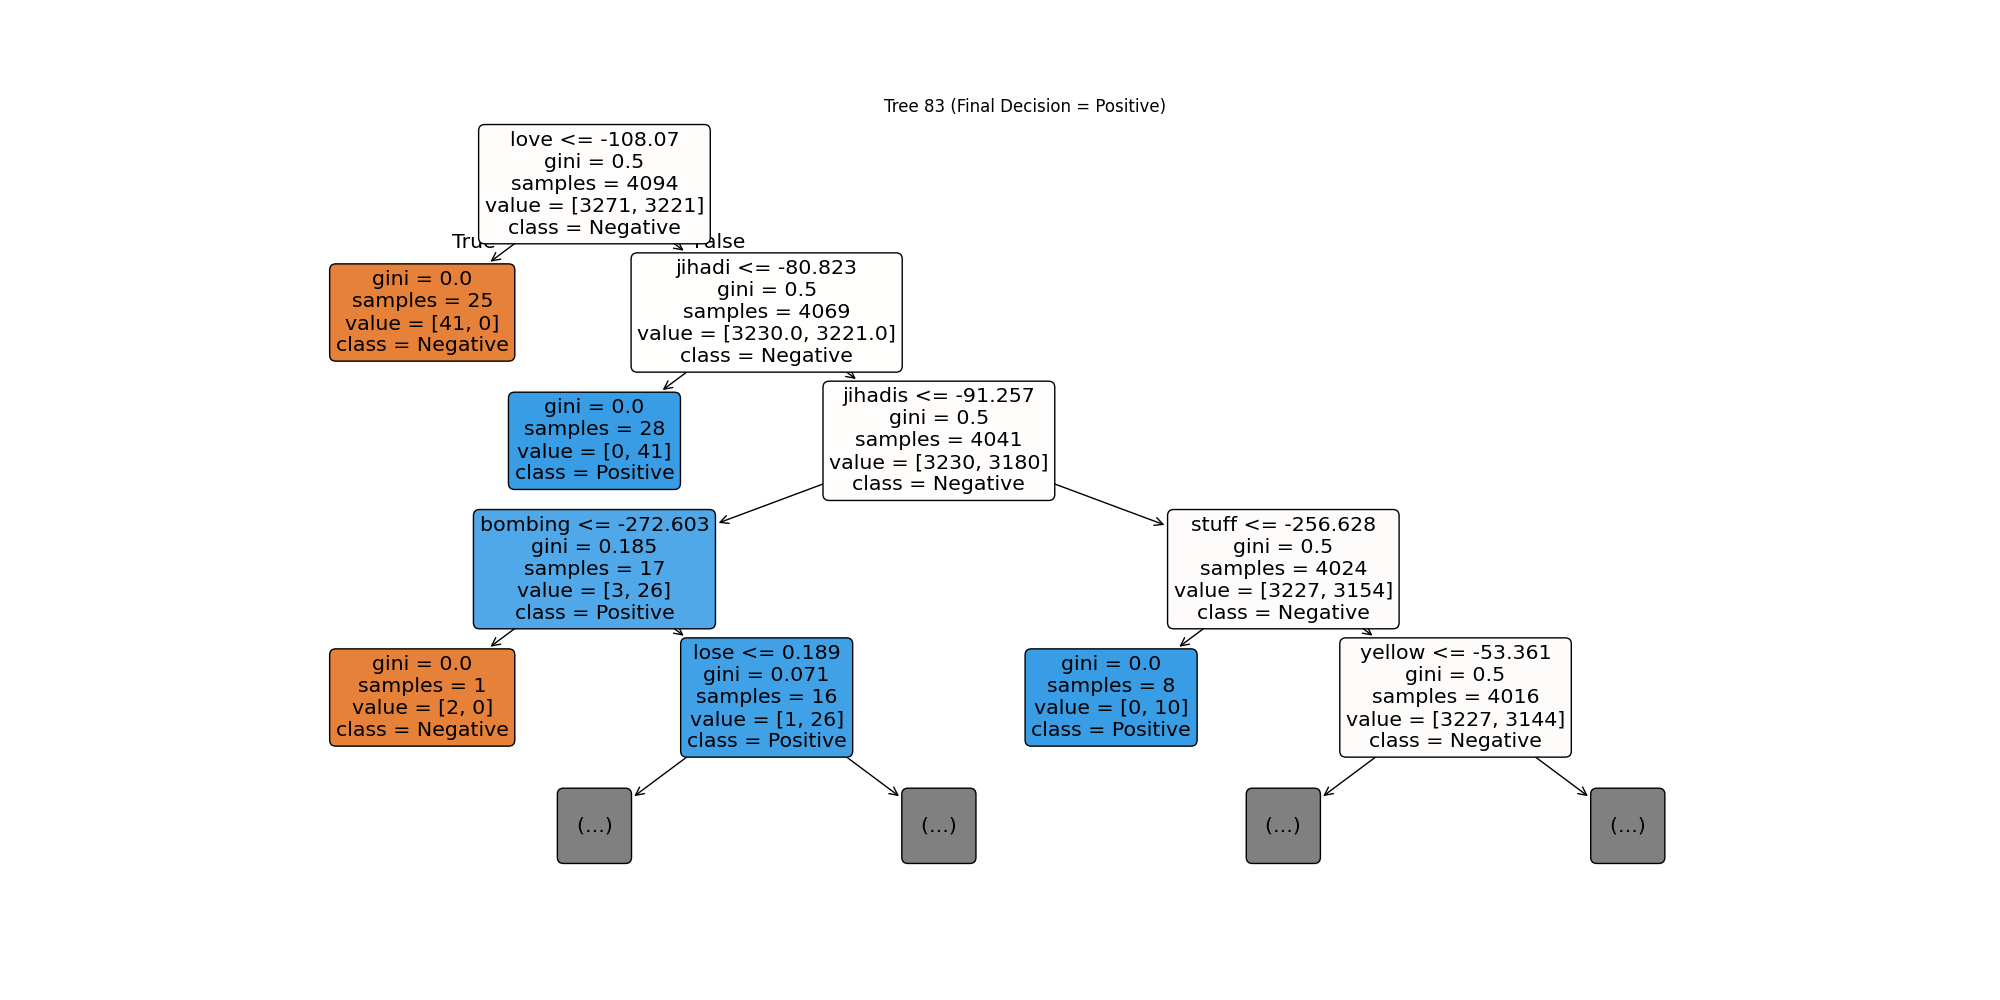 Tree 83 (Final Decision = Positive)
love <= -108.07
gini = 0.5
samples = 4094
value = [3271, 3221]
class = Negative
True
False
gini = 0.0
samples = 25
value = [41, 0]
class = Negative
jihadi <= -80.823
gini = 0.5
samples = 4069
value = [3230.0, 3221.0]
class = Negative
gini = 0.0
samples = 28
value = [0, 41]
class = Positive
jihadis <= -91.257
gini = 0.5
samples = 4041
value = [3230, 3180]
class = Negative
bombing <= -272.603
gini = 0.185
samples = 17
value = [3, 26]
class = Positive
stuff <= -256.628
gini = 0.5
samples = 4024
value = [3227, 3154]
class = Negative
gini = 0.0
samples = 1
value = [2, 0]
class = Negative
lose <= 0.189
gini = 0.071
samples = 16
value = [1, 26]
class = Positive
gini = 0.0
samples = 8
value = [0, 10]
class = Positive
yellow <= -53.361
gini = 0.5
samples = 4016
value = [3227, 3144]
class = Negative
(...)
(...)
(...)
(...)